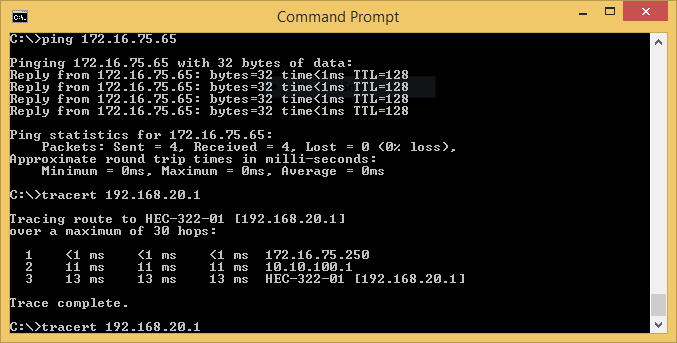 Command Prompt
C:\>ping 172.16.75.65
Pinging 172.16.75.65 with 32 bytes of data:
Reply from 172.16.75.65: bytes=32 time<1ms TTL=128
Reply from 172.16.75.65: bytes=32 time<1ms TTL=128
Reply from 172.16.75.65: bytes=32 time<1ms TTL=128
Reply from 172.16.75.65: bytes=32 time<1ms TTL=128
Ping statistics for 172.16.75.65:
    Packets: Sent = 4, Received = 4, Lost = 0 (0% loss),
Approximate round trip times in milli-seconds:
    Minimum = 0ms, Maximum = 0ms, Average = 0ms
C:\>tracert 192.168.20.1
Tracing route to HEC-322-01 [192.168.20.1]
over a maximum of 30 hops:
  1    <1 ms    <1 ms    <1 ms  172.16.75.250
  2    11 ms    11 ms    11 ms  10.10.100.1
  3    13 ms    13 ms    13 ms  HEC-322-01 [192.168.20.1]
Trace complete.
C:\>tracert 192.168.20.1